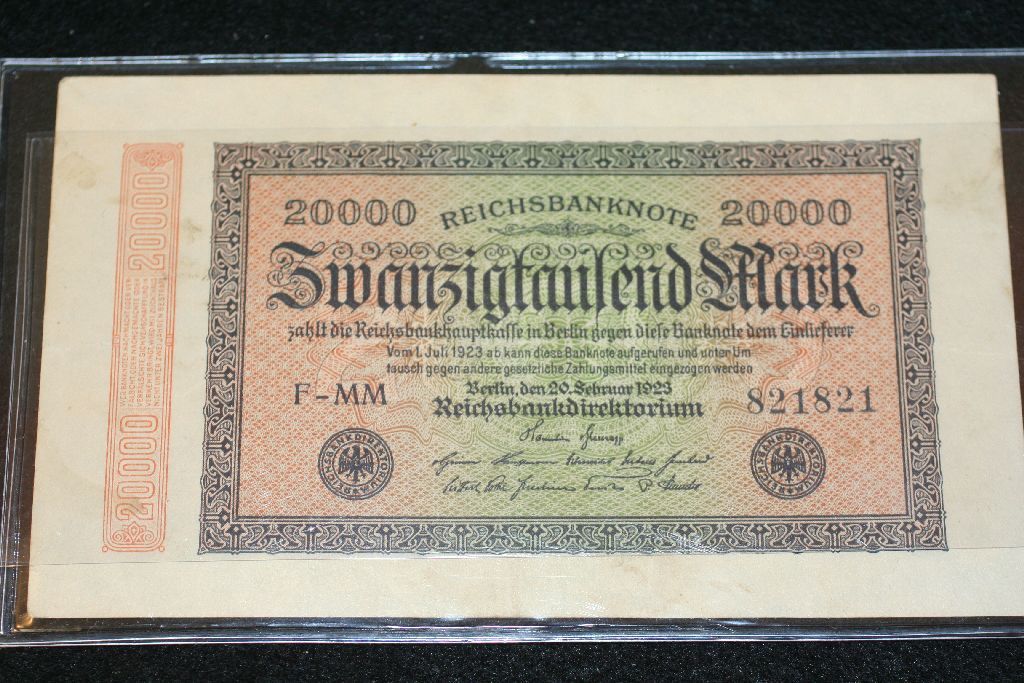 20000 REICHSBANKNOTE 20000
Zwanzigtausend Mark
zahlt die Reichsbankhauptkasse in Berlin gegen diese Banknote dem Einlieferer
Vom 1. Juli 1923 ab kann diese Banknote aufgerufen und unter Um
tausch gegen andere gesetzliche Zahlungsmittel eingezogen werden
Berlin, den 20. Februar 1923
F-MM Reichsbankdirektorium 821821
REICHSBANKDIREKTORIUM
REICHSBANKDIREKTORIUM
20000
20000